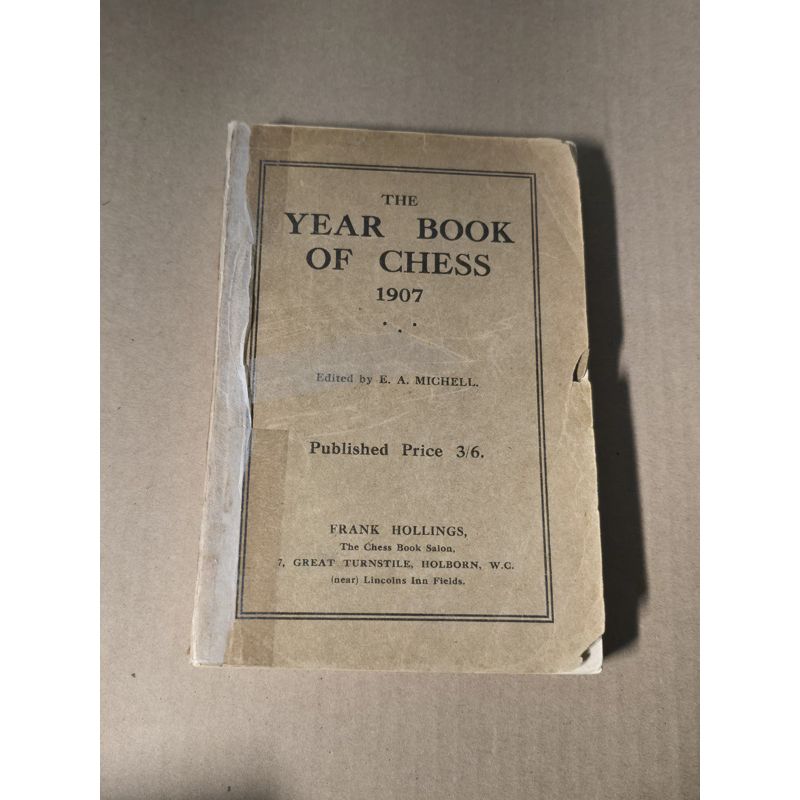 THE
YEAR BOOK
OF CHESS
1907
Edited by E. A. MICHELL.
Published Price 3/6.
FRANK HOLLINGS,
The Chess Book Salon,
7, GREAT TURNSTILE, HOLBORN, W.C.
(near) Lincolns Inn Fields.